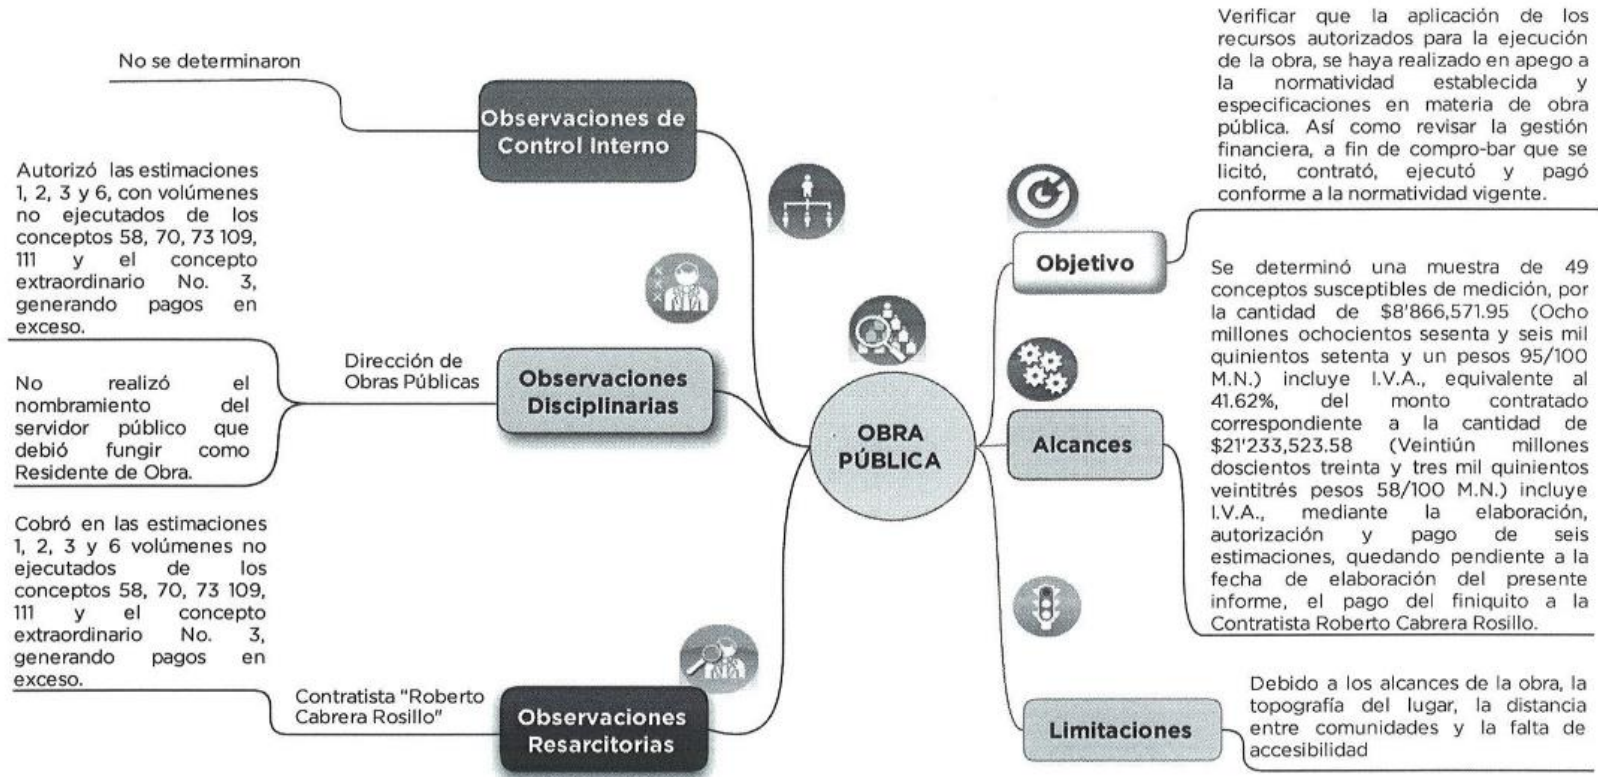 No se determinaron
Observaciones de
Control Interno
Autorizó las estimaciones
1, 2, 3 y 6, con volúmenes
no ejecutados de los
conceptos 58, 70, 73 109,
111 y el concepto
extraordinario No. 3,
generando pagos en
exceso.
No realizó el
nombramiento del
servidor público que
debió fungir como
Residente de Obra.
Dirección de
Obras Públicas
Observaciones
Disciplinarias
Cobró en las estimaciones
1, 2, 3 y 6 volúmenes no
ejecutados de los
conceptos 58, 70, 73 109,
111 y el concepto
extraordinario No. 3,
generando pagos en
exceso.
Contratista "Roberto
Cabrera Rosillo"
Observaciones
Resarcitorias
OBRA
PÚBLICA
Objetivo
Verificar que la aplicación de los
recursos autorizados para la ejecución
de la obra, se haya realizado en apego a
la normatividad establecida y
especificaciones en materia de obra
pública. Así como revisar la gestión
financiera, a fin de compro-bar que se
licitó, contrató, ejecutó y pagó
conforme a la normatividad vigente.
Alcances
Se determinó una muestra de 49
conceptos susceptibles de medición, por
la cantidad de $8'866,571.95 (Ocho
millones ochocientos sesenta y seis mil
quinientos setenta y un pesos 95/100
M.N.) incluye I.V.A., equivalente al
41.62%, del monto contratado
correspondiente a la cantidad de
$21'233,523.58 (Veintiún millones
doscientos treinta y tres mil quinientos
veintitrés pesos 58/100 M.N.) incluye
I.V.A., mediante la elaboración,
autorización y pago de seis
estimaciones, quedando pendiente a la
fecha de elaboración del presente
informe, el pago del finiquito a la
Contratista Roberto Cabrera Rosillo.
Limitaciones
Debido a los alcances de la obra, la
topografía del lugar, la distancia
entre comunidades y la falta de
accesibilidad